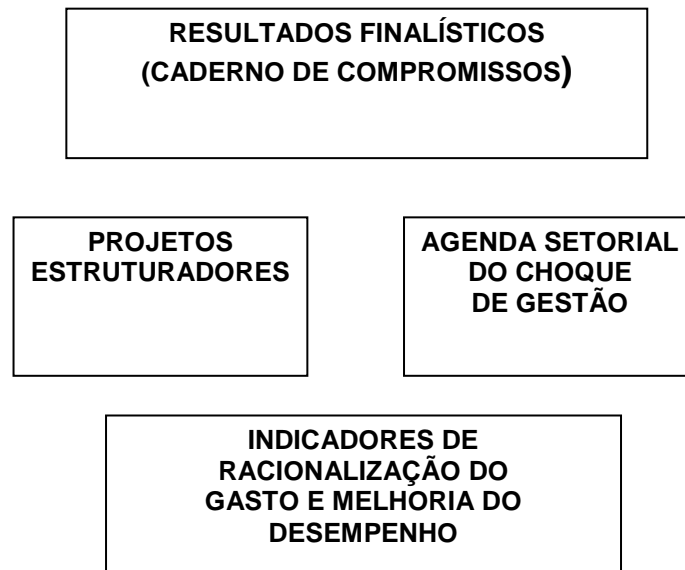 RESULTADOS FINALÍSTICOS
(CADERNO DE COMPROMISSOS)
PROJETOS
ESTRUTURADORES
AGENDA SETORIAL
DO CHOQUE
DE GESTÃO
INDICADORES DE
RACIONALIZAÇÃO DO
GASTO E MELHORIA DO
DESEMPENHO